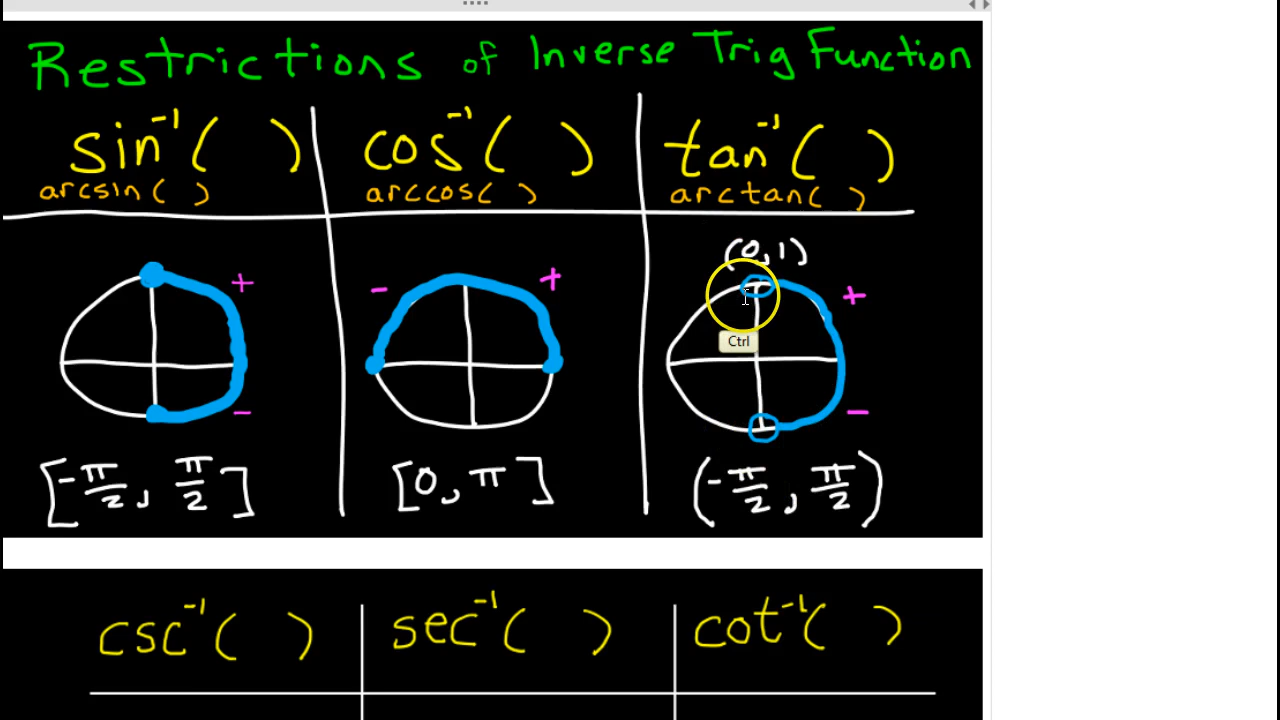 Restrictions of Inverse Trig Function
sin⁻¹( ) cos⁻¹( ) tan⁻¹( )
arcsin( ) arccos( ) arctan( )
(0,1)
+ - + +
Ctrl
- -
[-π/2, π/2] [0, π] (-π/2, π/2)
csc⁻¹( ) sec⁻¹( ) cot⁻¹( )